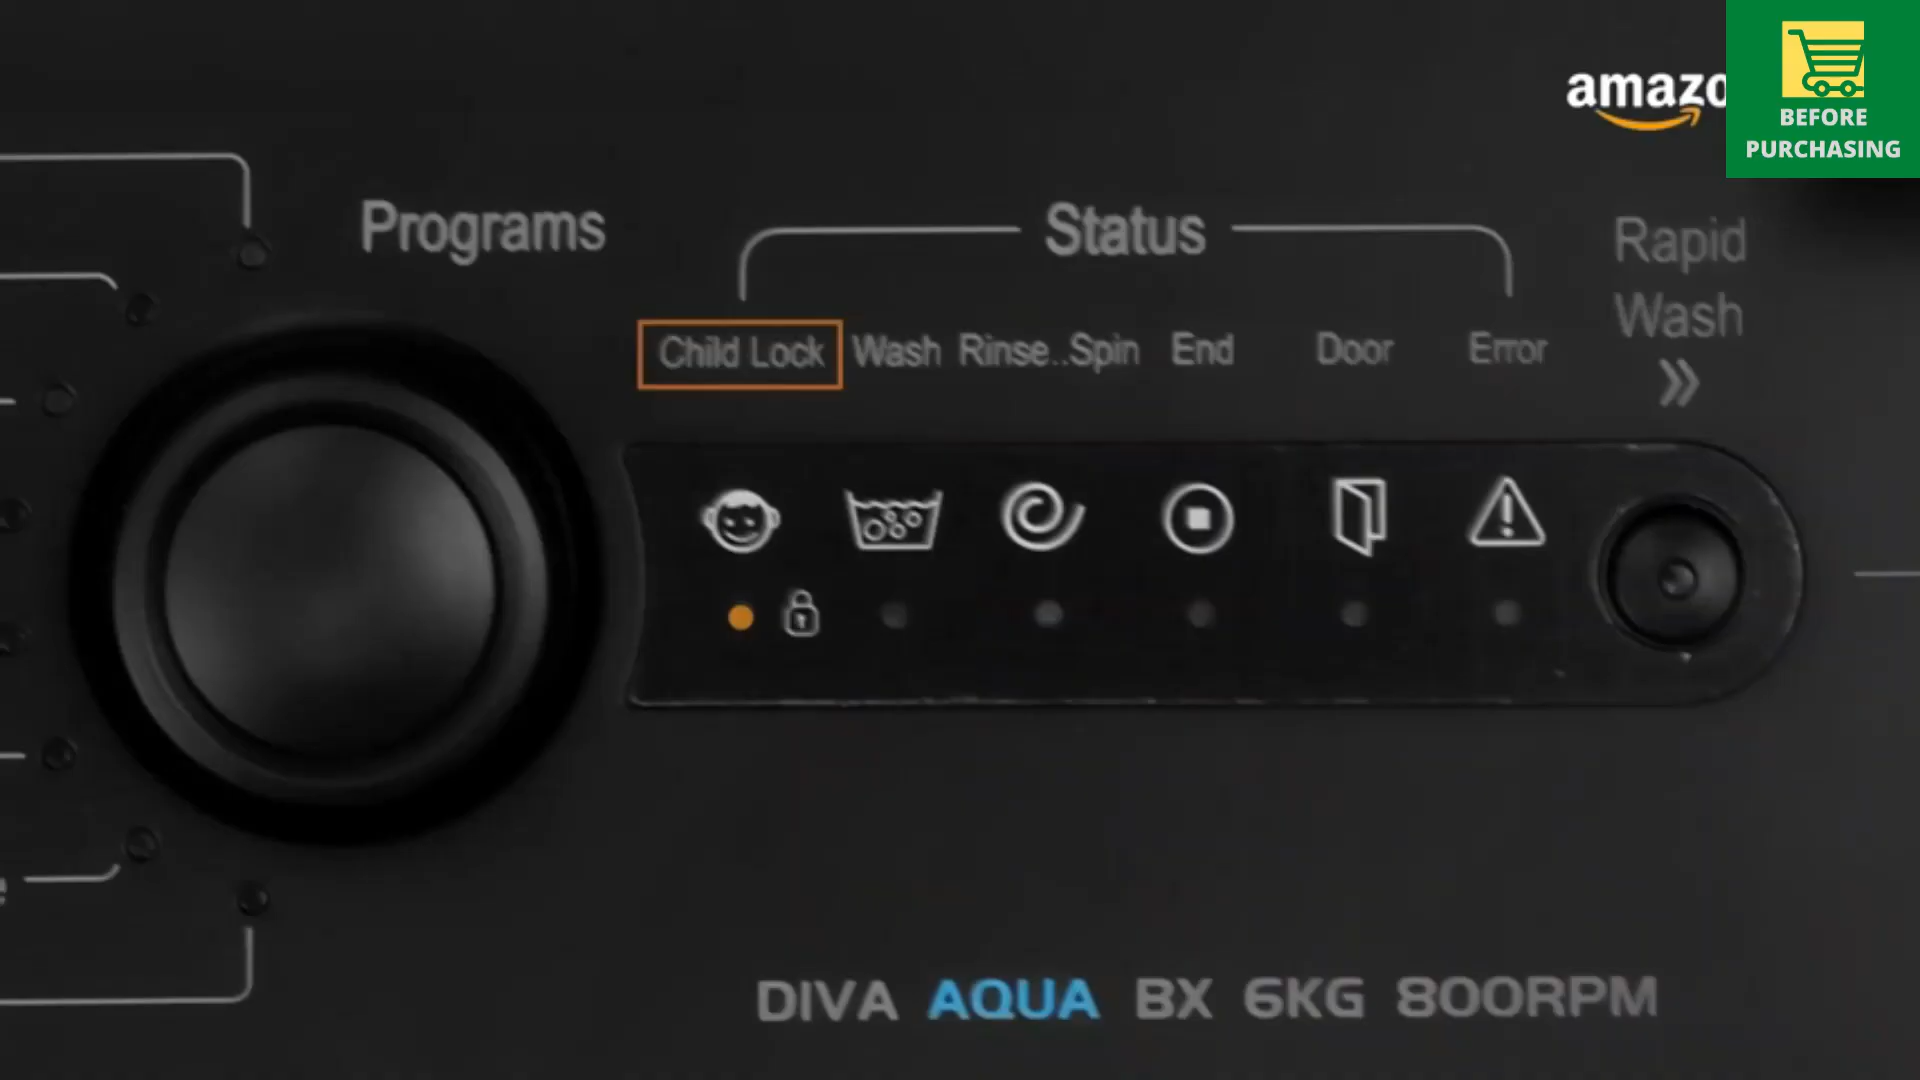 amazo
BEFORE
PURCHASING
Programs
Status
Rapid
Wash
Child Lock Wash Rinse..Spin End Door Error
DIVA AQUA BX 6KG 800RPM